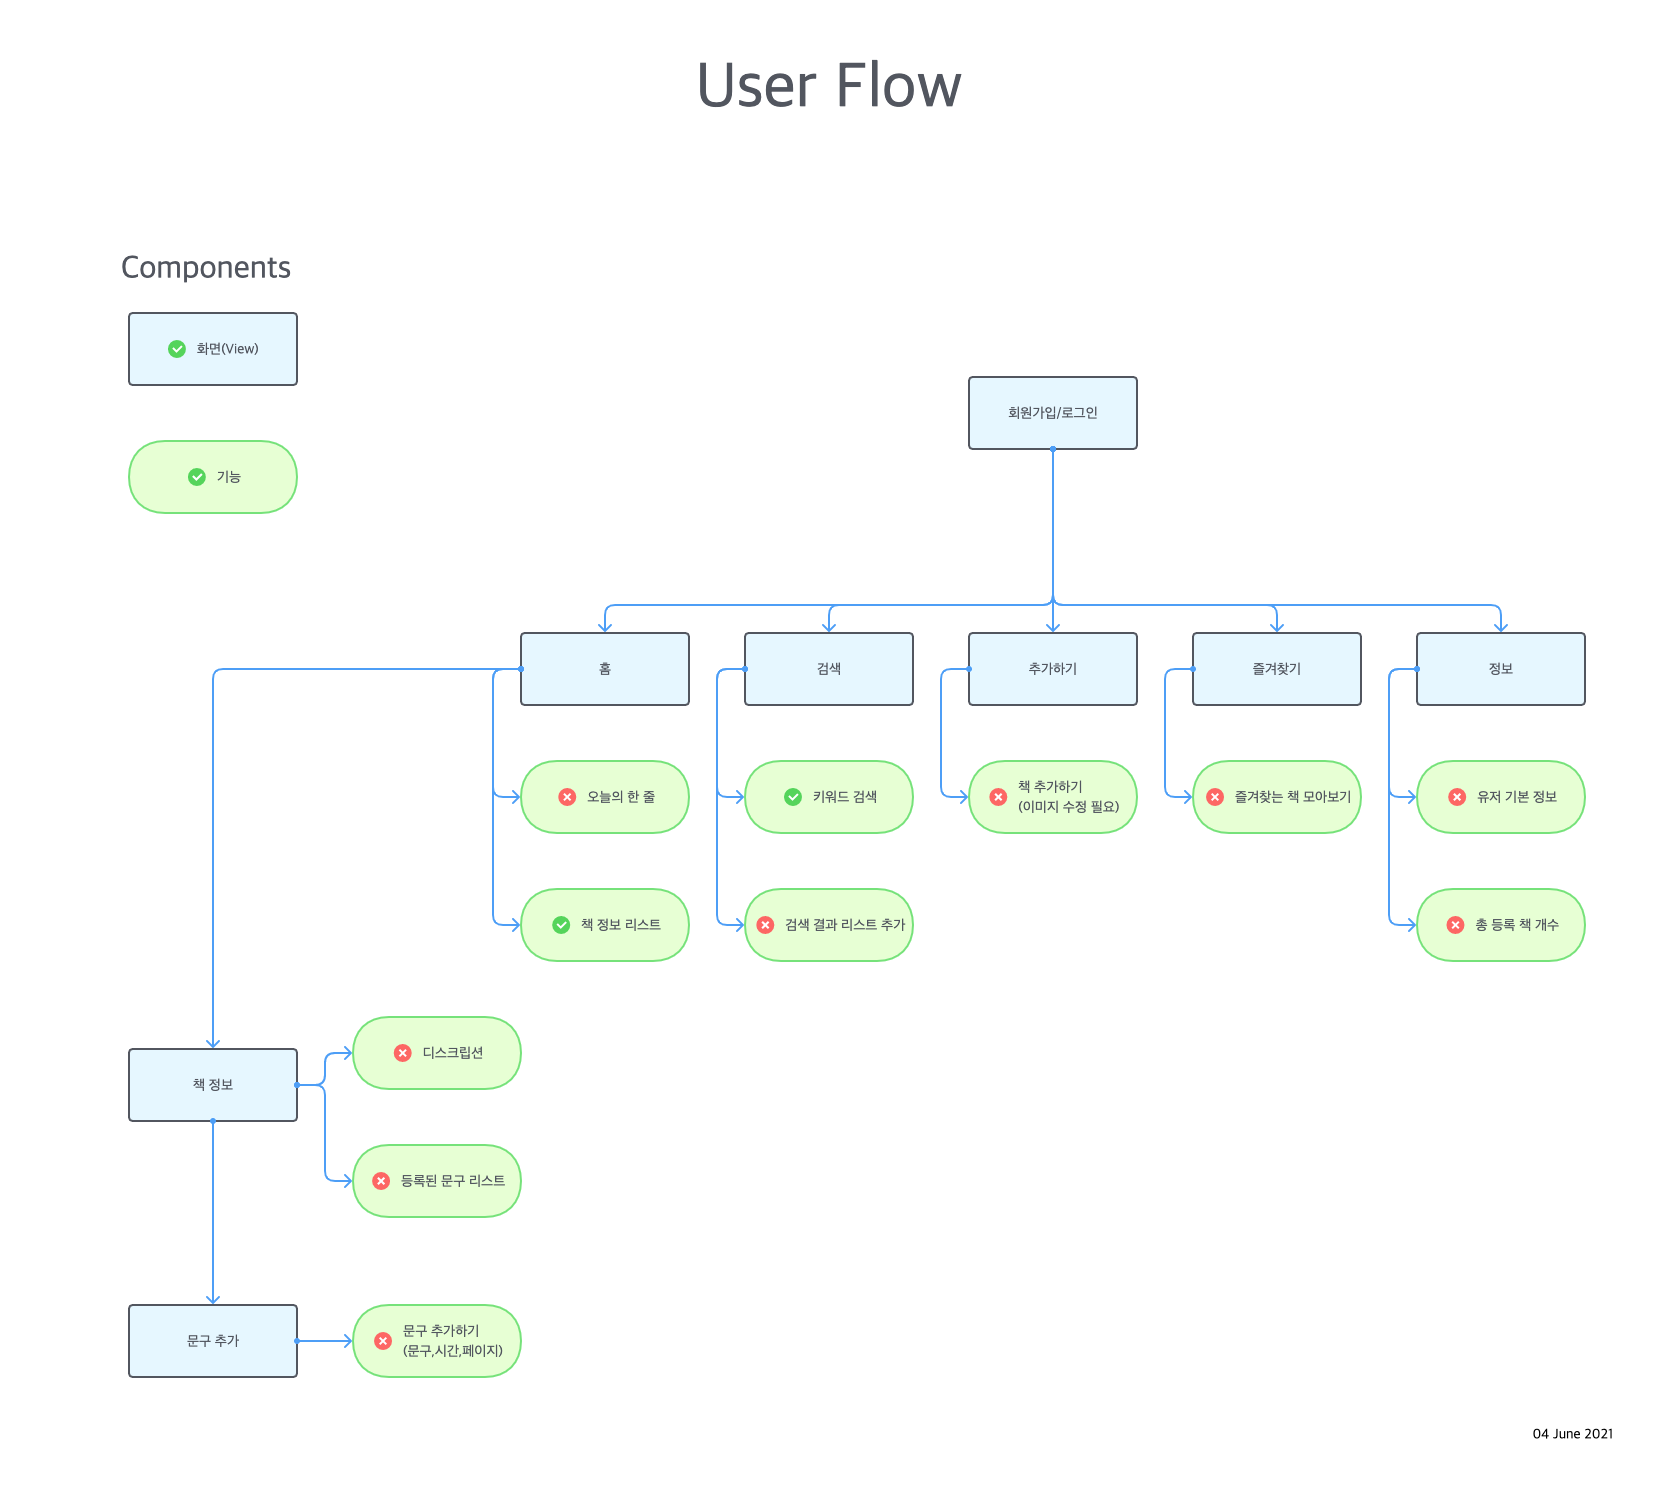 User Flow
Components
화면(View)
기능
회원가입/로그인
홈
검색
추가하기
즐겨찾기
정보
오늘의 한 줄
키워드 검색
책 추가하기
(이미지 수정 필요)
즐겨찾는 책 모아보기
유저 기본 정보
책 정보 리스트
검색 결과 리스트 추가
총 등록 책 개수
책 정보
디스크립션
등록된 문구 리스트
문구 추가
문구 추가하기
(문구,시간,페이지)
04 June 2021